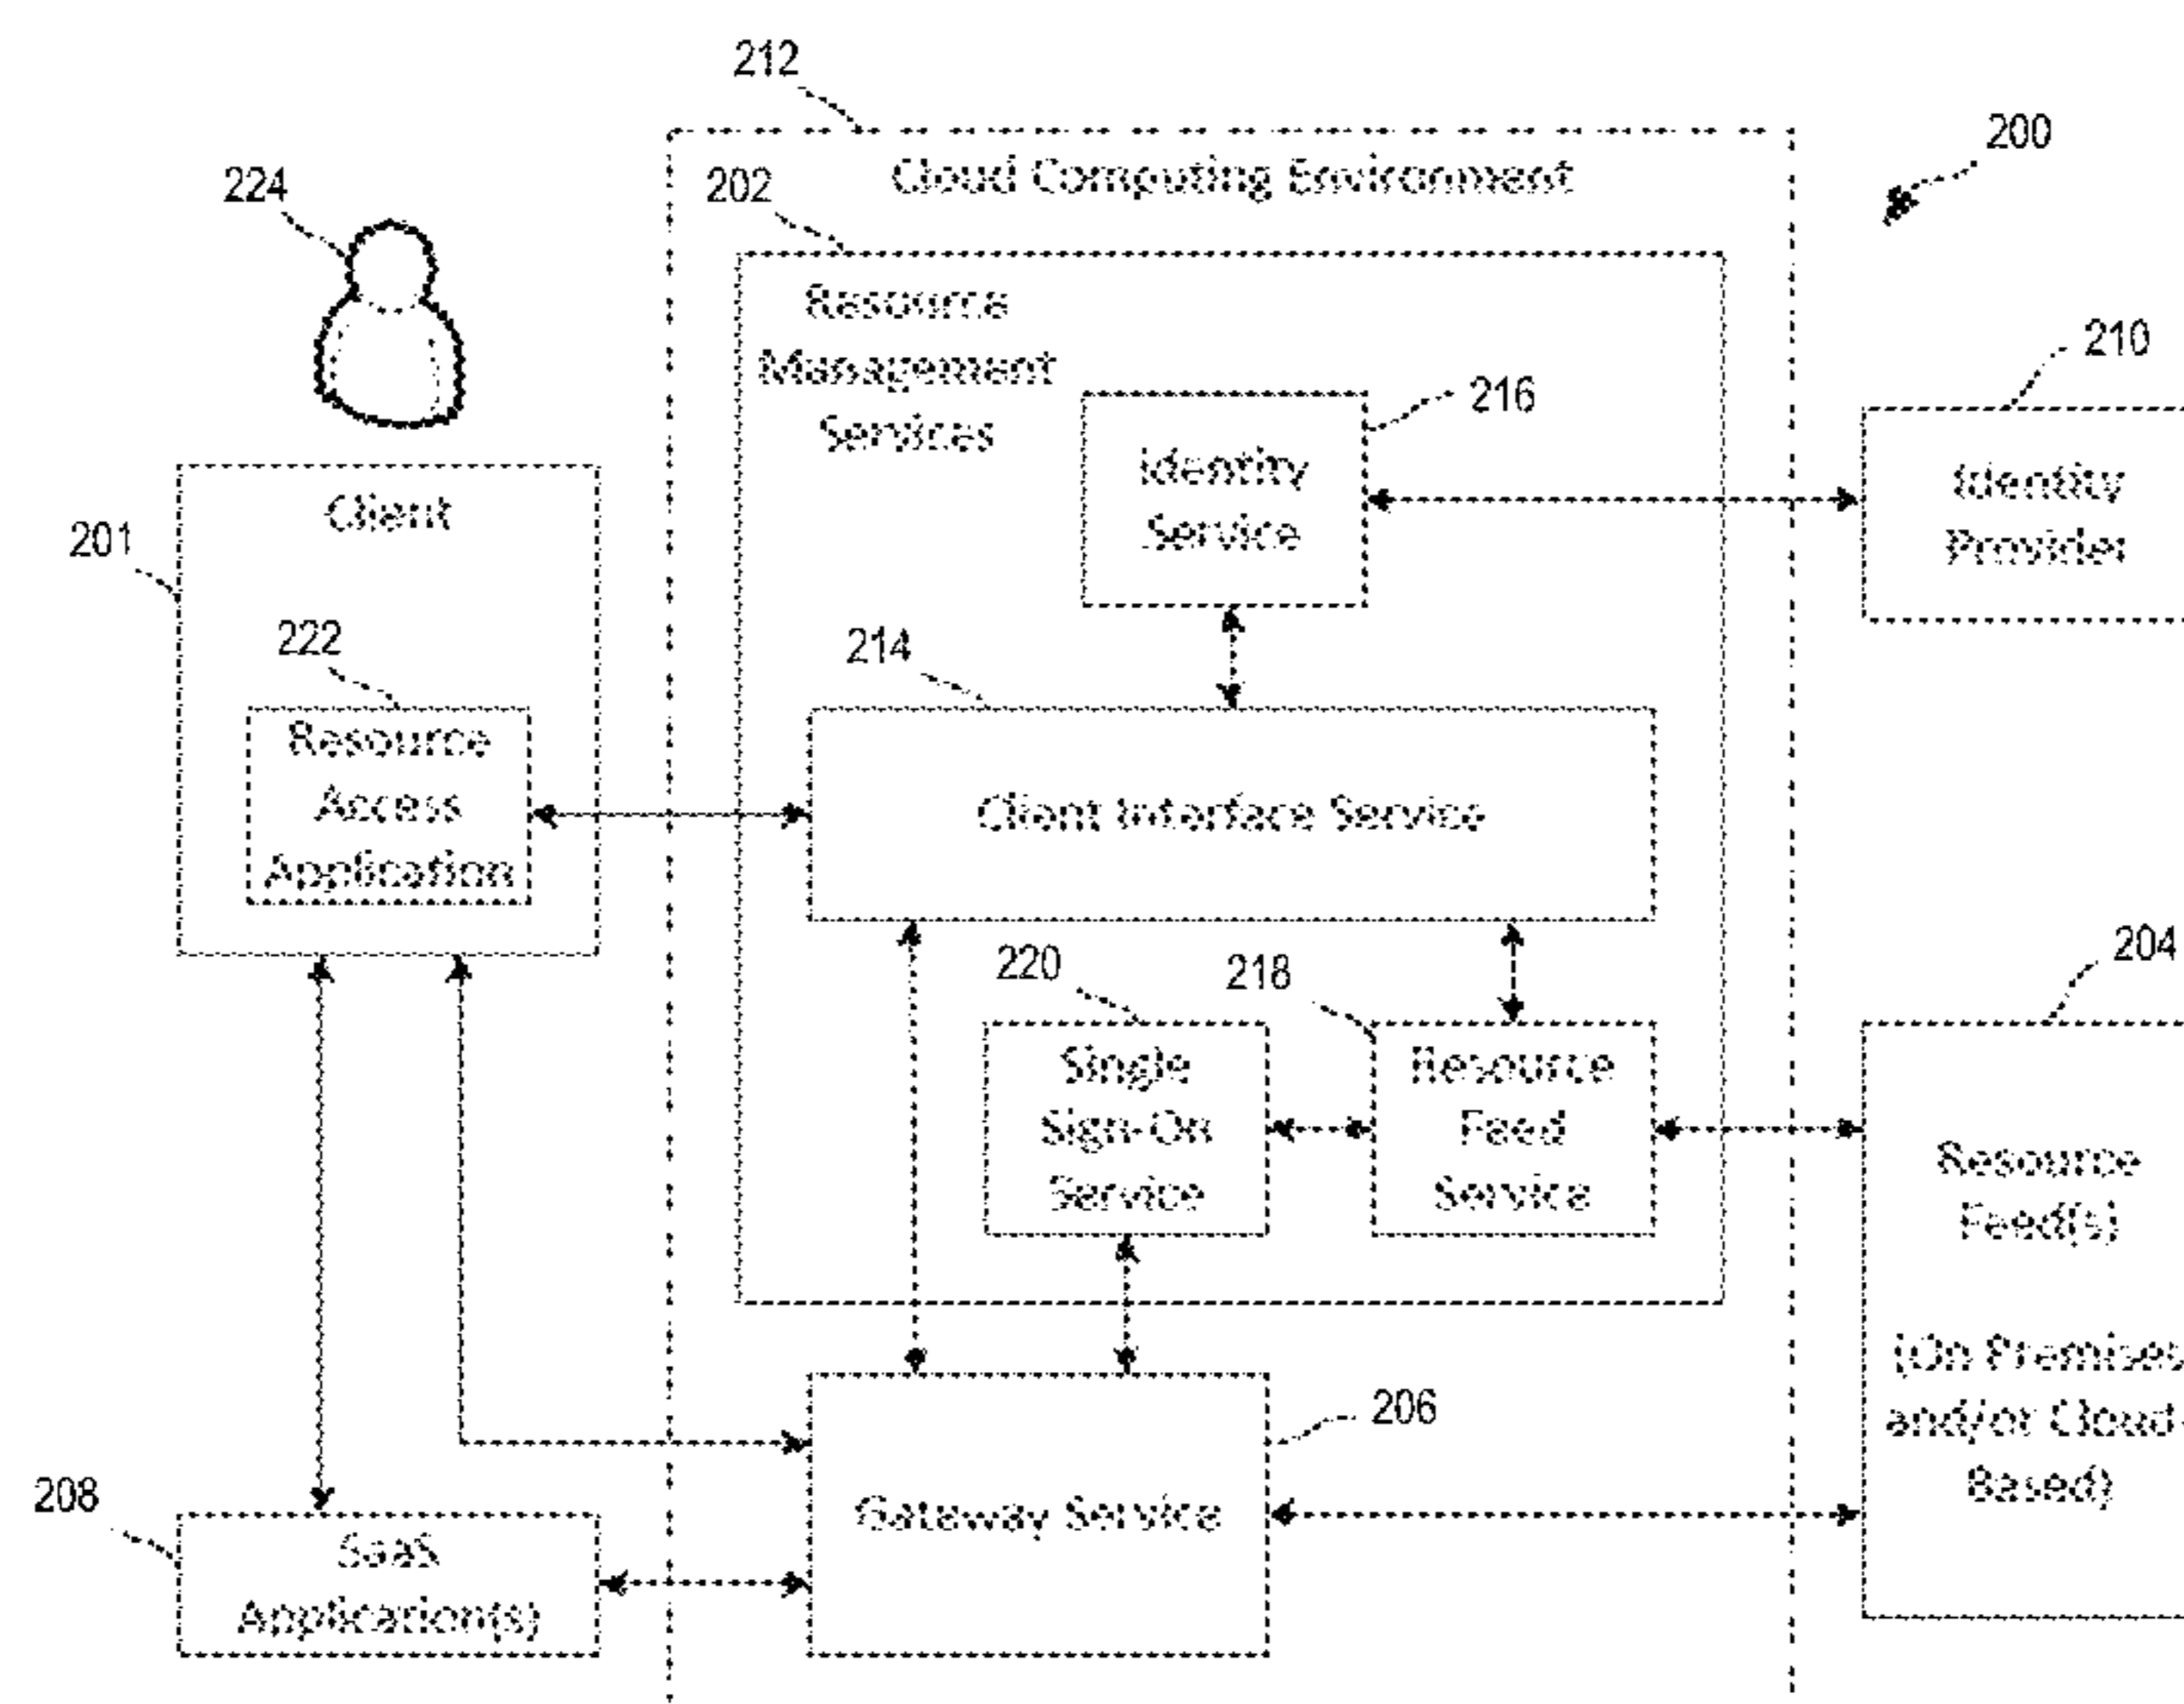 212
200
Cloud Computing Environment
224
202
Resource
Management
Services
210
216
Identity
Service
Identity
Provider
Client
201
222
214
Resource
Access
Application
Client Interface Service
204
220
218
Single
Sign-On
Service
Resource
Feed
Service
Resource
Feed(s)
(On Premises
and/or Cloud
Based)
206
208
Gateway Service
SaaS
Application(s)